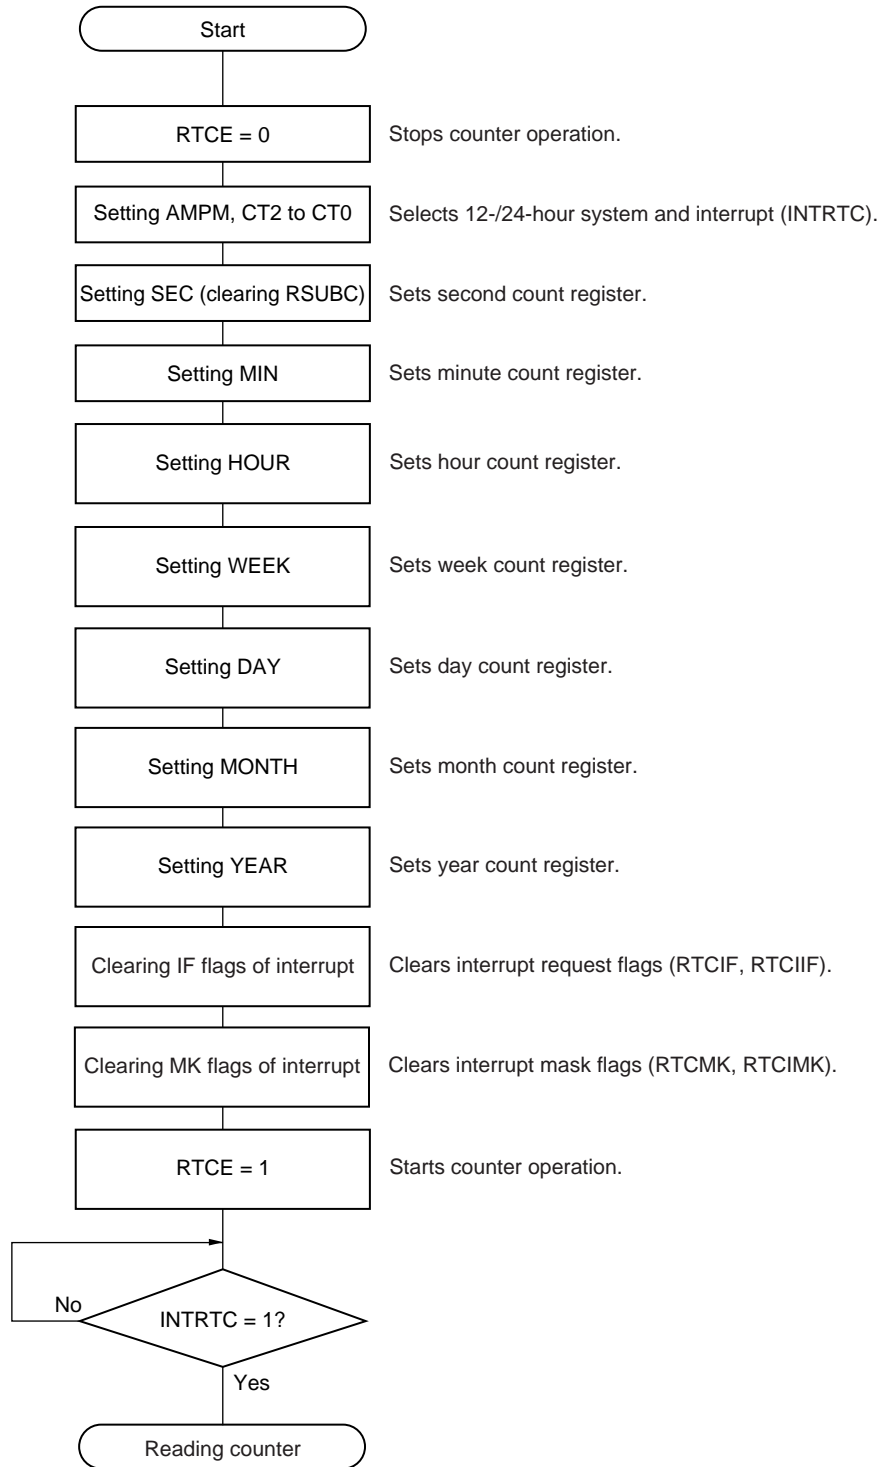 Start
RTCE = 0
Stops counter operation.
Setting AMPM, CT2 to CT0
Selects 12-/24-hour system and interrupt (INTRTC).
Setting SEC (clearing RSUBC)
Sets second count register.
Setting MIN
Sets minute count register.
Setting HOUR
Sets hour count register.
Setting WEEK
Sets week count register.
Setting DAY
Sets day count register.
Setting MONTH
Sets month count register.
Setting YEAR
Sets year count register.
Clearing IF flags of interrupt
Clears interrupt request flags (RTCIF, RTCIIF).
Clearing MK flags of interrupt
Clears interrupt mask flags (RTCMK, RTCIMK).
RTCE = 1
Starts counter operation.
No
INTRTC = 1?
Yes
Reading counter